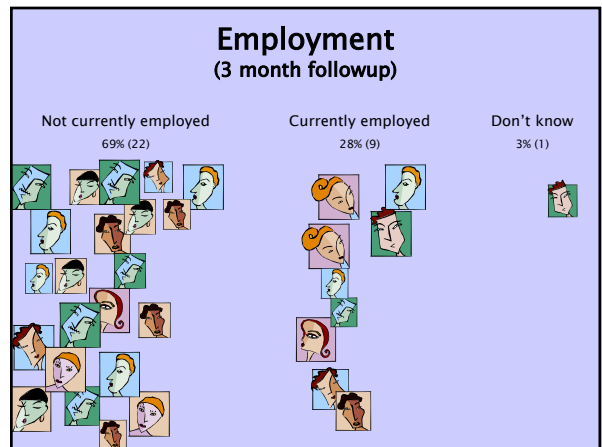 Employment
(3 month followup)
Not currently employed
69% (22)
Currently employed
28% (9)
Don't know
3% (1)